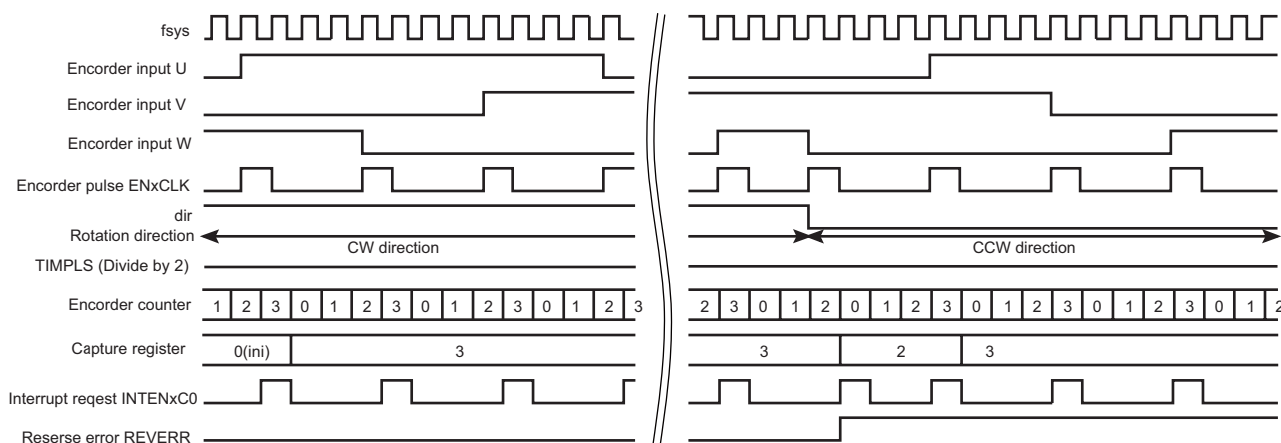 fsys
Encorder input U
Encorder input V
Encorder input W
Encorder pulse ENxCLK
dir
Rotation direction
CW direction
CCW direction
TIMPLS (Divide by 2)
Encorder counter
1 2 3 0 1 2 3 0 1 2 3 0 1 2 3
2 3 0 1 2 0 1 2 3 0 1 2 3 0 1 2 3 0 1 2
Capture register
0(ini)
3
3
2
3
Interrupt reqest INTENxC0
Reserse error REVERR